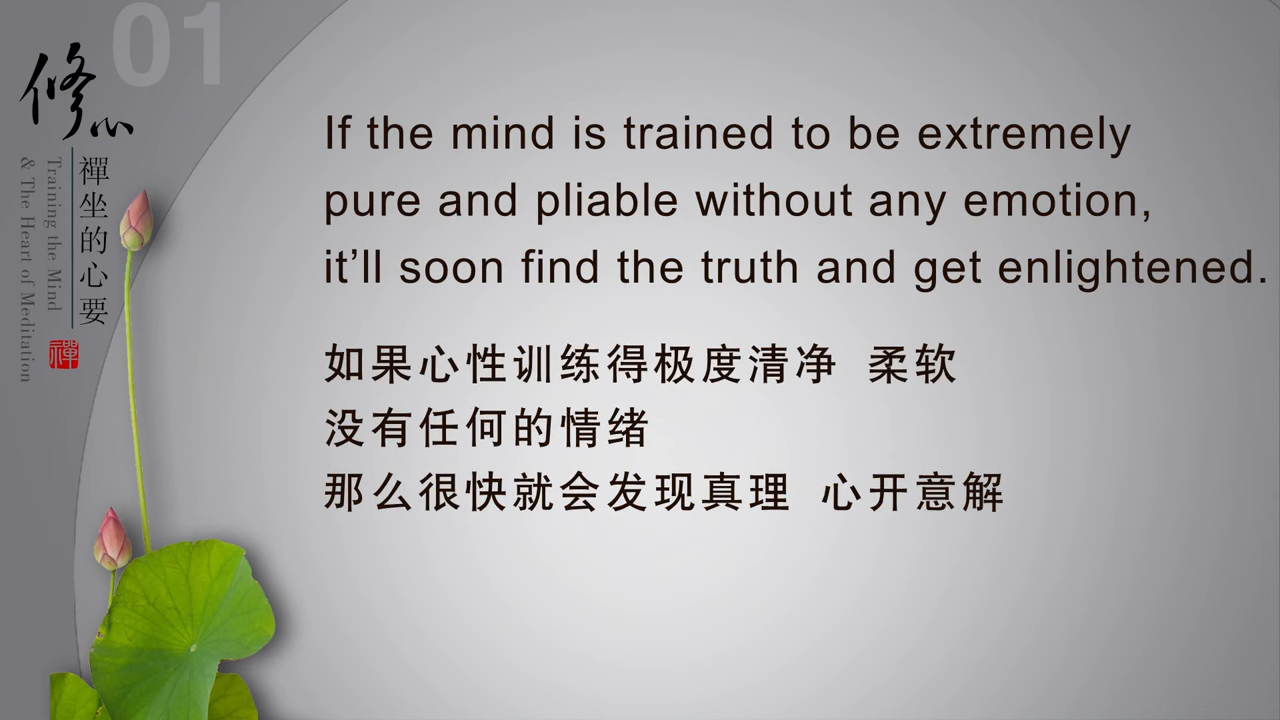 01
修心
禪坐的心要
Training the Mind
& The Heart of Meditation
禪
If the mind is trained to be extremely
pure and pliable without any emotion,
it’ll soon find the truth and get enlightened.
如果心性训练得极度清净 柔软
没有任何的情绪
那么很快就会发现真理 心开意解